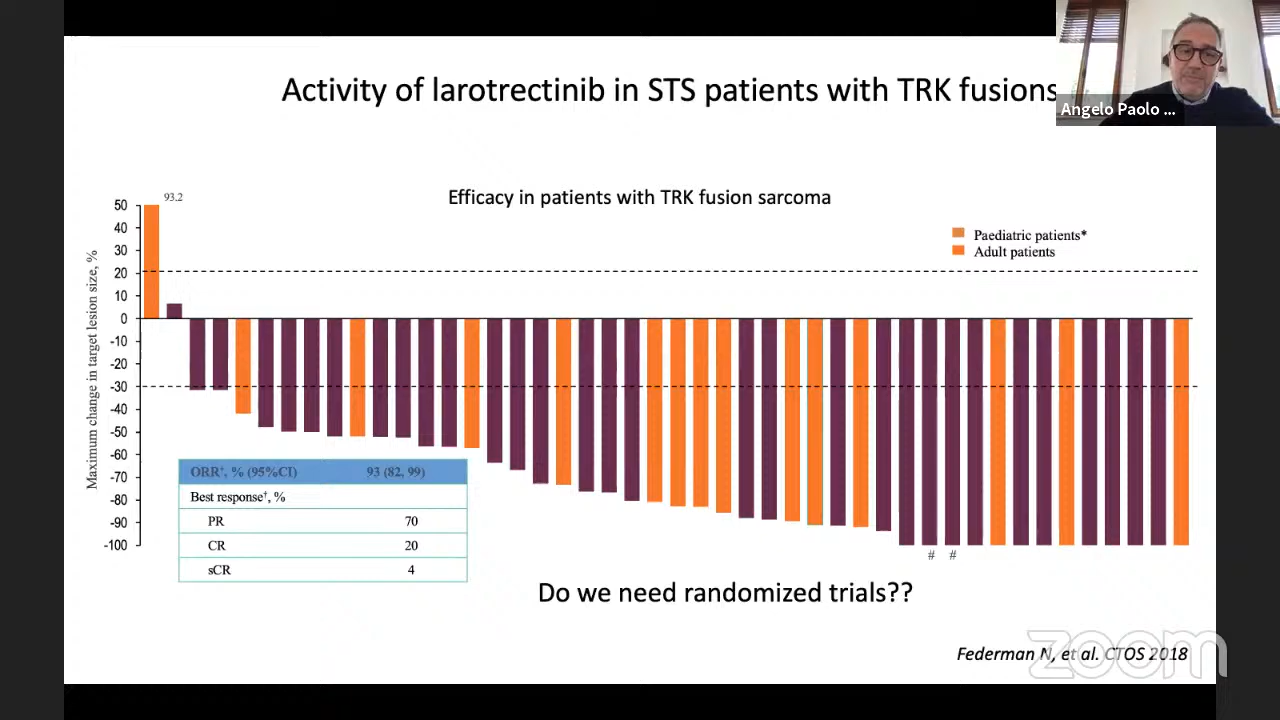 Activity of larotrectinib in STS patients with TRK fusions
Angelo Paolo ...
Efficacy in patients with TRK fusion sarcoma
93.2
Paediatric patients*
Adult patients
Maximum change in target lesion size, %
50
40
30
20
10
0
-10
-20
-30
-40
-50
-60
-70
-80
-90
-100
ORR†, % (95%CI) 93 (82, 99)
Best response†, %
PR 70
CR 20
sCR 4
# #
Do we need randomized trials??
Federman N, et al. CTOS 2018
zoom